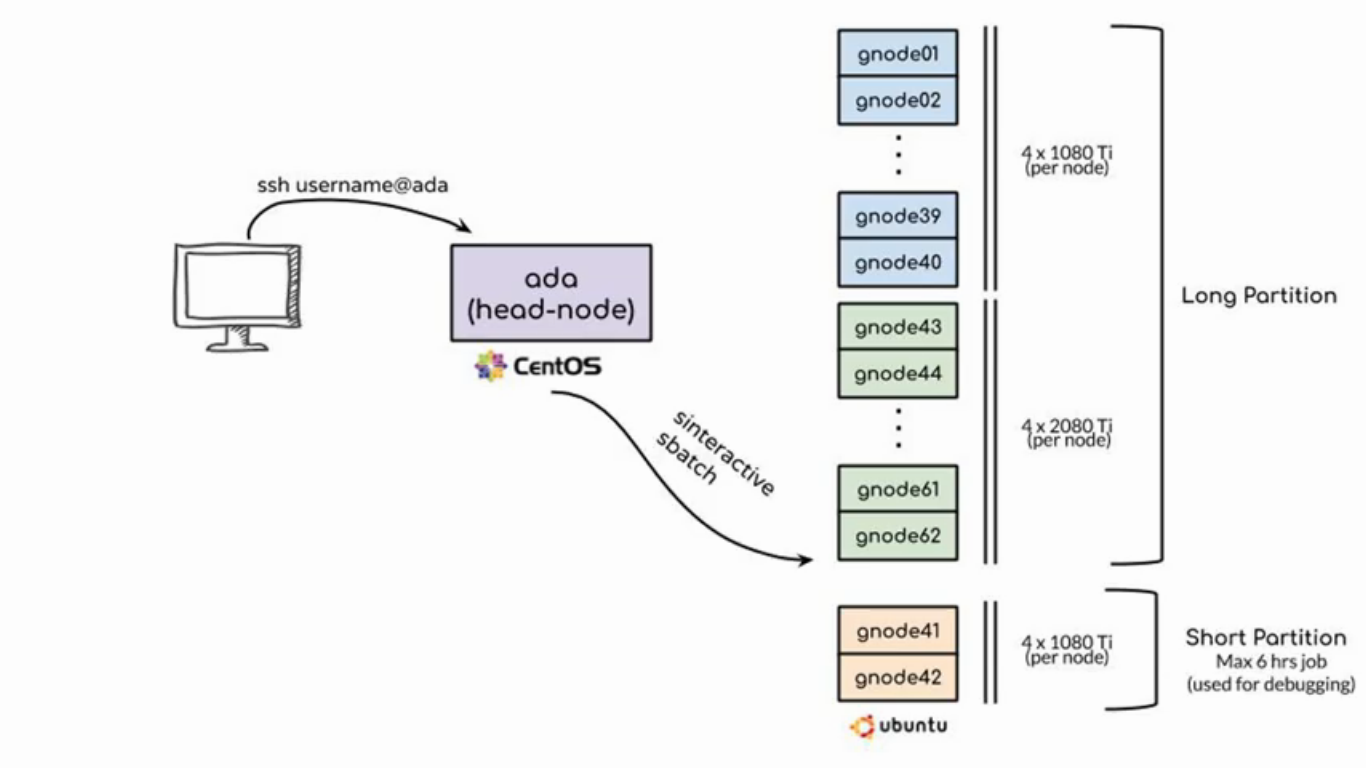 ssh username@ada
ada
(head-node)
CentOS
sinteractive
sbatch
gnode01
gnode02
gnode39
gnode40
4 x 1080 Ti
(per node)
gnode43
gnode44
gnode61
gnode62
4 x 2080 Ti
(per node)
Long Partition
gnode41
gnode42
ubuntu
4 x 1080 Ti
(per node)
Short Partition
Max 6 hrs job
(used for debugging)